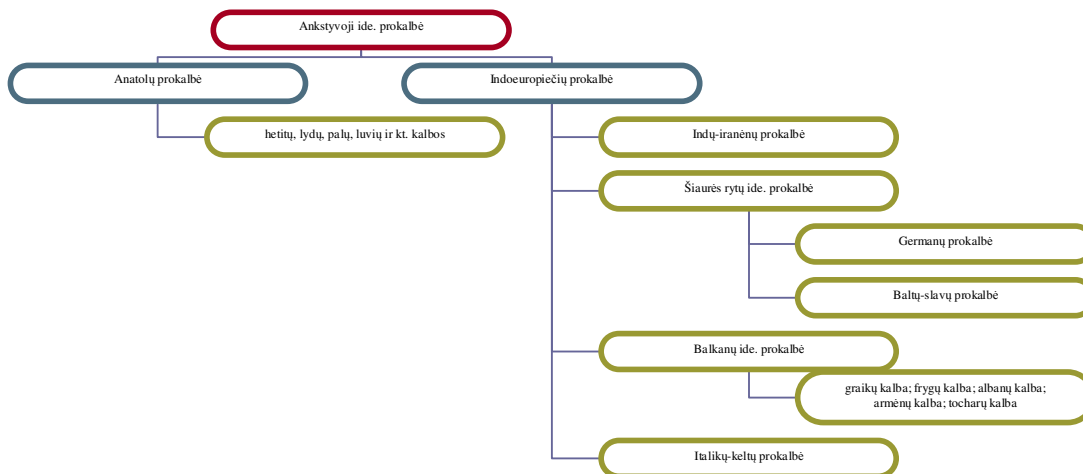 Ankstyvoji ide. prokalbė
Anatolų prokalbė
Indoeuropiečių prokalbė
hetitų, lydų, palų, luvių ir kt. kalbos
Indų-iranėnų prokalbė
Šiaurės rytų ide. prokalbė
Germanų prokalbė
Baltų-slavų prokalbė
Balkanų ide. prokalbė
graikų kalba; frygų kalba; albanų kalba;
armėnų kalba; tocharų kalba
Italikų-keltų prokalbė